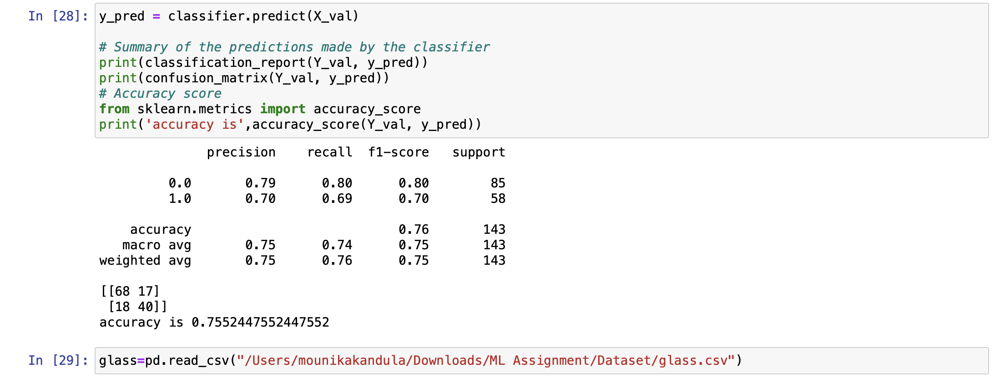 In [28]: y_pred = classifier.predict(X_val)
# Summary of the predictions made by the classifier
print(classification_report(Y_val, y_pred))
print(confusion_matrix(Y_val, y_pred))
# Accuracy score
from sklearn.metrics import accuracy_score
print('accuracy is',accuracy_score(Y_val, y_pred))
precision recall f1-score support
0.0 0.79 0.80 0.80 85
1.0 0.70 0.69 0.70 58
accuracy 0.76 143
macro avg 0.75 0.74 0.75 143
weighted avg 0.75 0.76 0.75 143
[[68 17]
[18 40]]
accuracy is 0.7552447552447552
In [29]: glass=pd.read_csv("/Users/mounikakandula/Downloads/ML Assignment/Dataset/glass.csv")